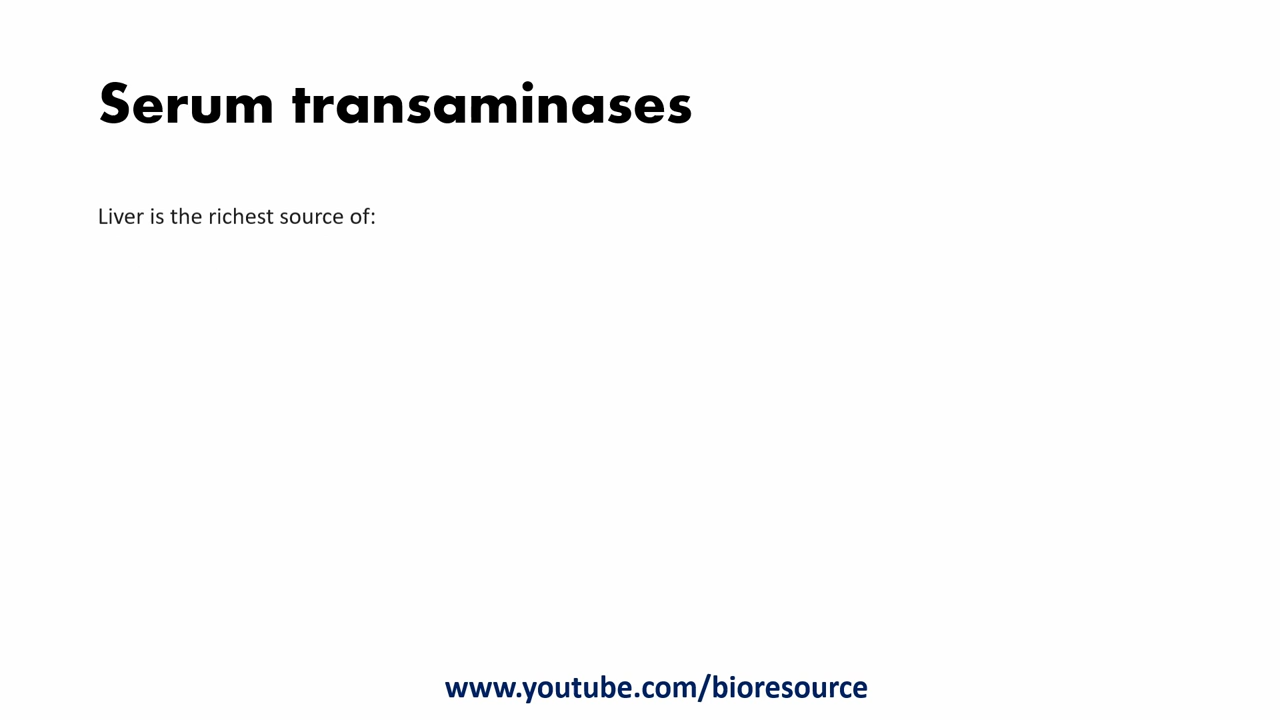 Serum transaminases
Liver is the richest source of:
www.youtube.com/bioresource